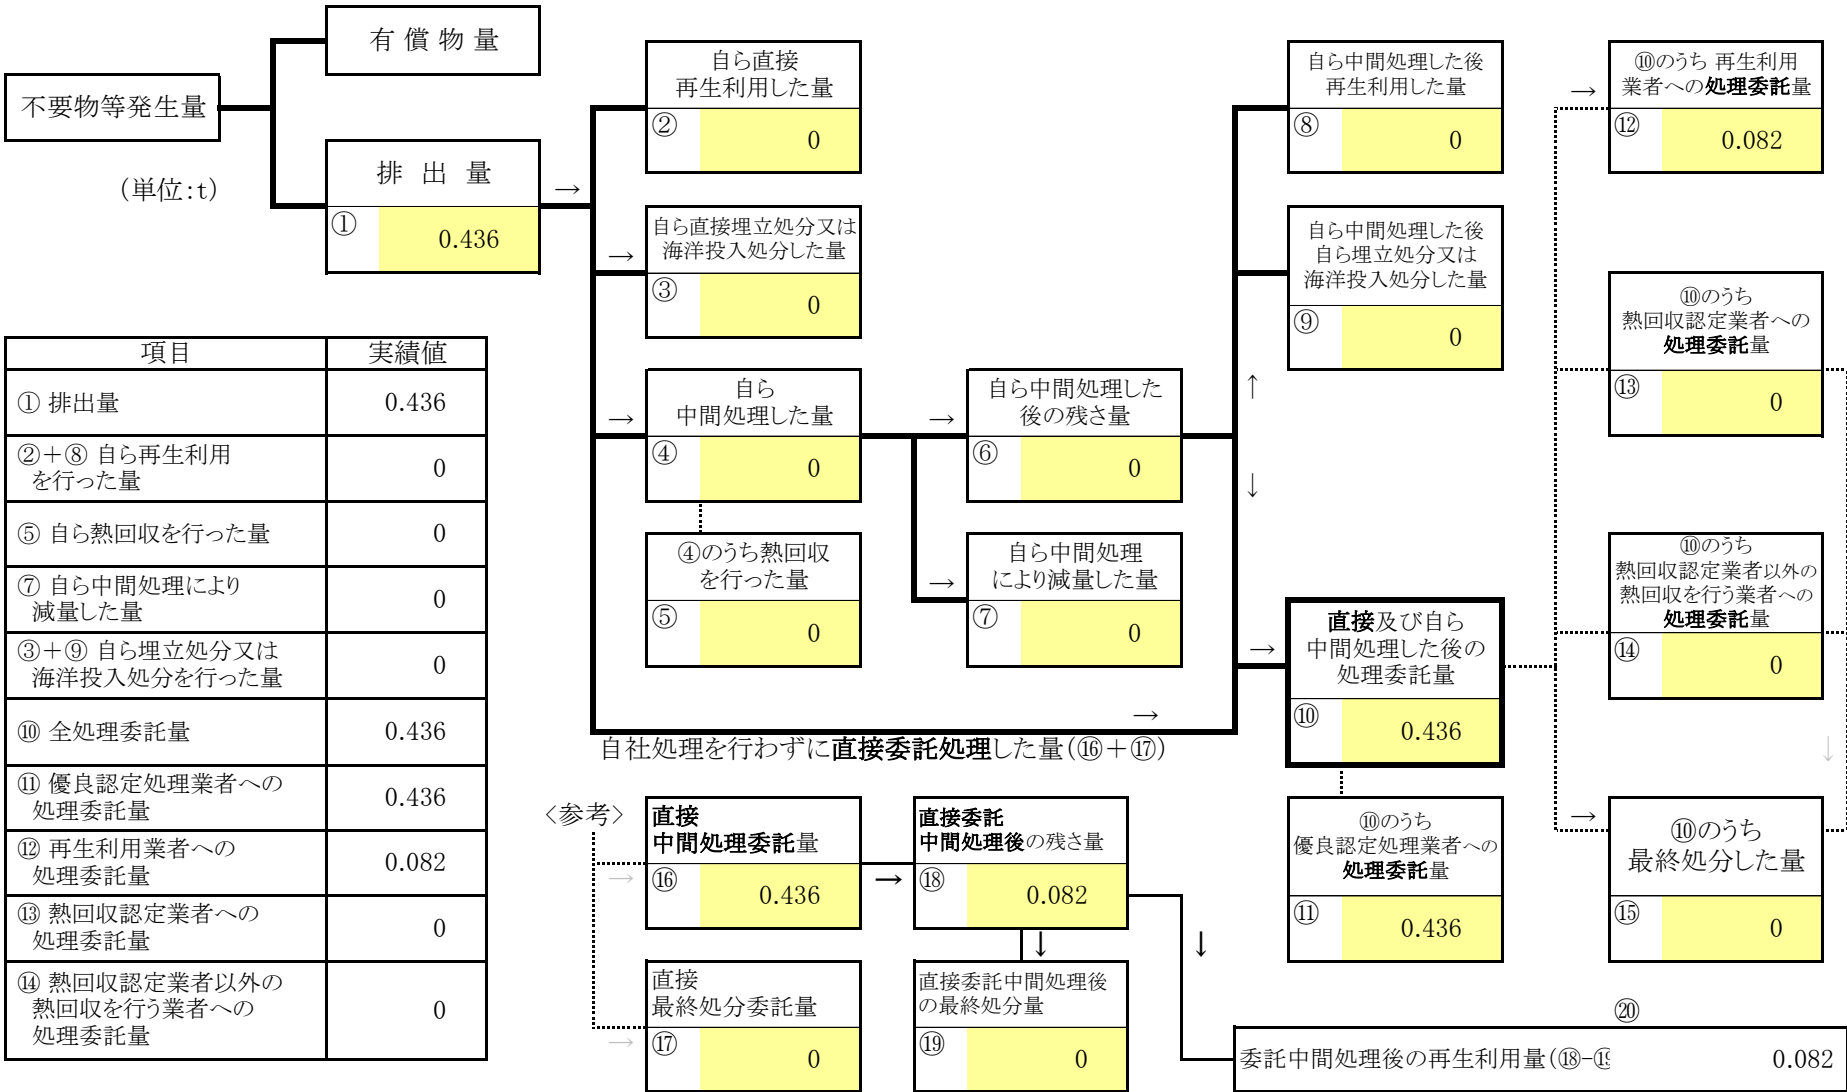 有 償 物 量
不要物等発生量
(単位:t)
排 出 量
→
① 0.436
自ら直接
再生利用した量
② 0
→
自ら直接埋立処分又は
海洋投入処分した量
③ 0
→
自ら
中間処理した量
④ 0
④のうち熱回収
を行った量
⑤ 0
→
自ら中間処理した
後の残さ量
⑥ 0
→
自ら中間処理
により減量した量
⑦ 0
自ら中間処理した後
再生利用した量
⑧ 0
自ら中間処理した後
自ら埋立処分又は
海洋投入処分した量
⑨ 0
↑
↓
→
直接及び自ら
中間処理した後の
処理委託量
⑩ 0.436
⑩のうち
優良認定処理業者への
処理委託量
⑪ 0.436
→
⑩のうち 再生利用
業者への処理委託量
⑫ 0.082
⑩のうち
熱回収認定業者への
処理委託量
⑬ 0
⑩のうち
熱回収認定業者以外の
熱回収を行う業者への
処理委託量
⑭ 0
↓
→
⑩のうち
最終処分した量
⑮ 0
→
自社処理を行わずに直接委託処理した量(⑯+⑰)
<参考>
→
直接
中間処理委託量
⑯ 0.436
→
直接
最終処分委託量
⑰ 0
→
直接委託
中間処理後の残さ量
⑱ 0.082
↓
直接委託中間処理後
の最終処分量
⑲ 0
↓
⑳
委託中間処理後の再生利用量(⑱-⑲ 0.082
項目 実績値
① 排出量 0.436
②+⑧ 自ら再生利用
を行った量 0
⑤ 自ら熱回収を行った量 0
⑦ 自ら中間処理により
減量した量 0
③+⑨ 自ら埋立処分又は
海洋投入処分を行った量 0
⑩ 全処理委託量 0.436
⑪ 優良認定処理業者への
処理委託量 0.436
⑫ 再生利用業者への
処理委託量 0.082
⑬ 熱回収認定業者への
処理委託量 0
⑭ 熱回収認定業者以外の
熱回収を行う業者への
処理委託量 0